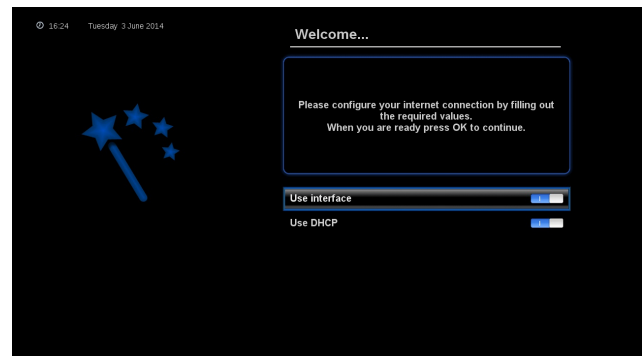 16:24 Tuesday 3 June 2014
Welcome...
Please configure your internet connection by filling out
the required values.
When you are ready press OK to continue.
Use interface
Use DHCP